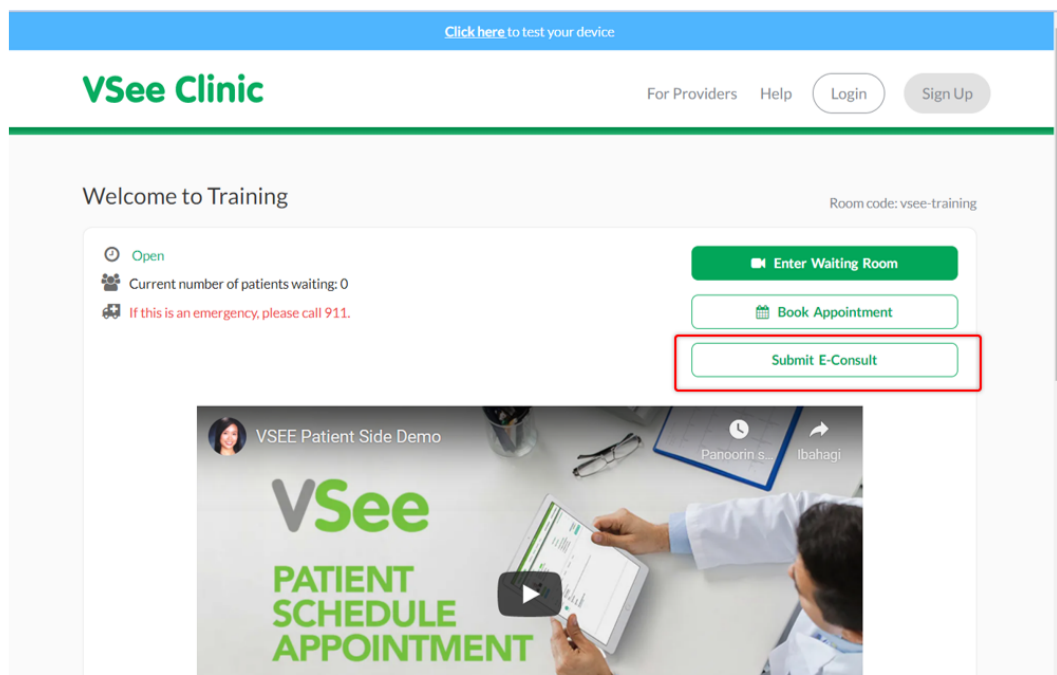 Click here to test your device
VSee Clinic
For Providers Help Login Sign Up
Welcome to Training
Room code: vsee-training
Open
Current number of patients waiting: 0
If this is an emergency, please call 911.
Enter Waiting Room
Book Appointment
Submit E-Consult
VSEE Patient Side Demo
Panoorin s...
Ibahagi
VSee
PATIENT
SCHEDULE
APPOINTMENT